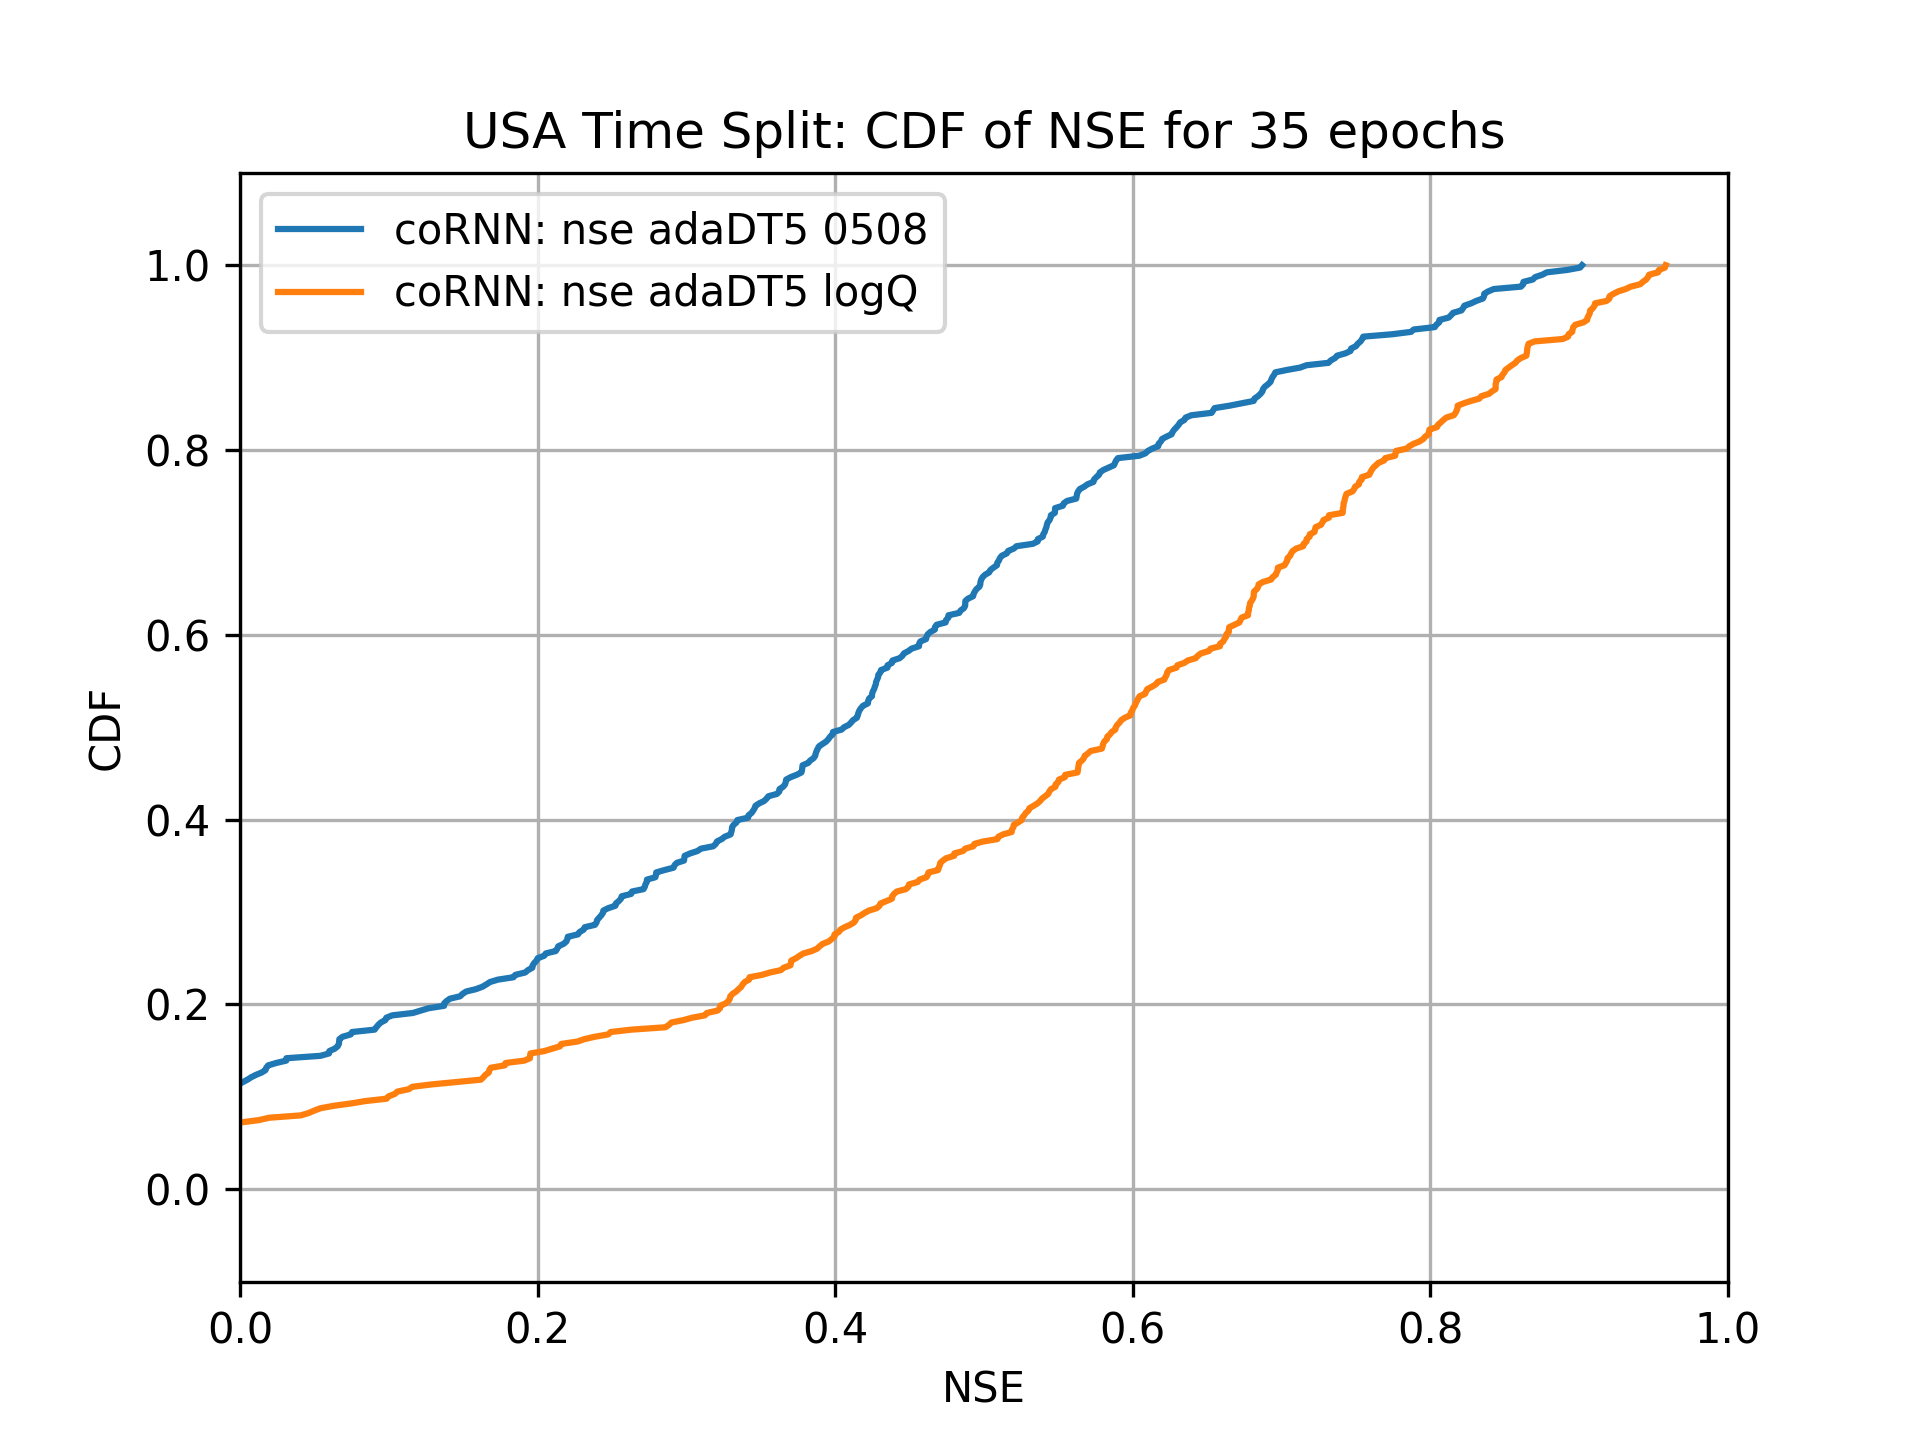 USA Time Split: CDF of NSE for 35 epochs
coRNN: nse adaDT5 0508
coRNN: nse adaDT5 logQ
1.0
0.8
0.6
0.4
0.2
0.0
CDF
0.0 0.2 0.4 0.6 0.8 1.0
NSE